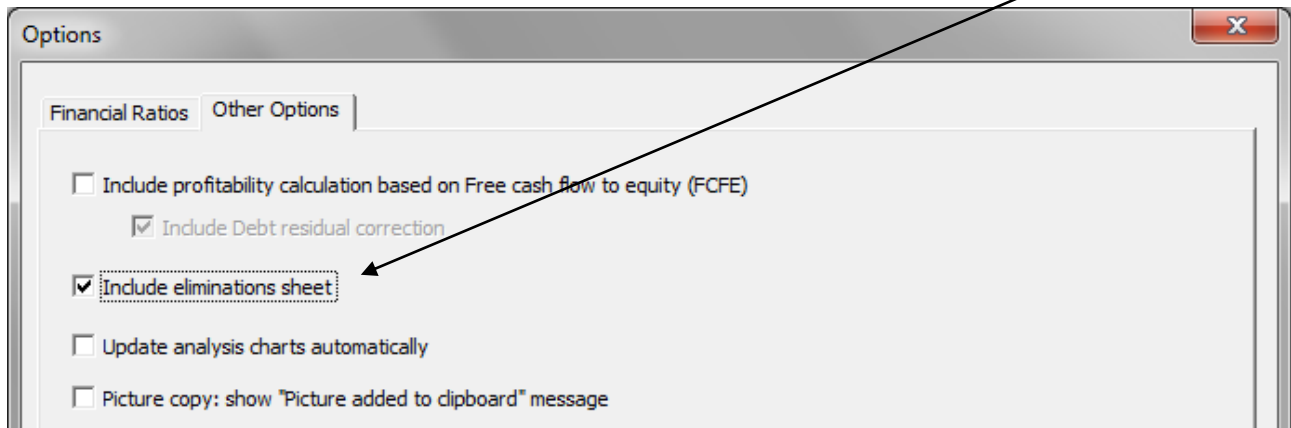 Options
Financial Ratios Other Options
Include profitability calculation based on Free cash flow to equity (FCFE)
Include Debt residual correction
Include eliminations sheet
Update analysis charts automatically
Picture copy: show "Picture added to clipboard" message